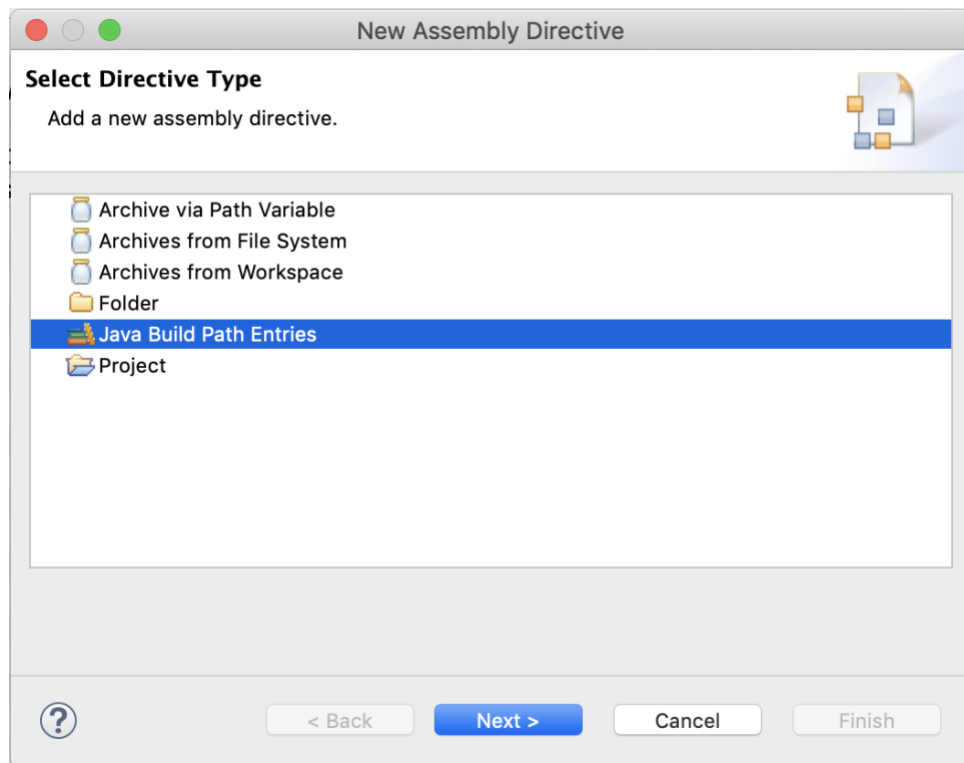 New Assembly Directive
Select Directive Type
Add a new assembly directive.
Archive via Path Variable
Archives from File System
Archives from Workspace
Folder
Java Build Path Entries
Project
?
< Back
Next >
Cancel
Finish